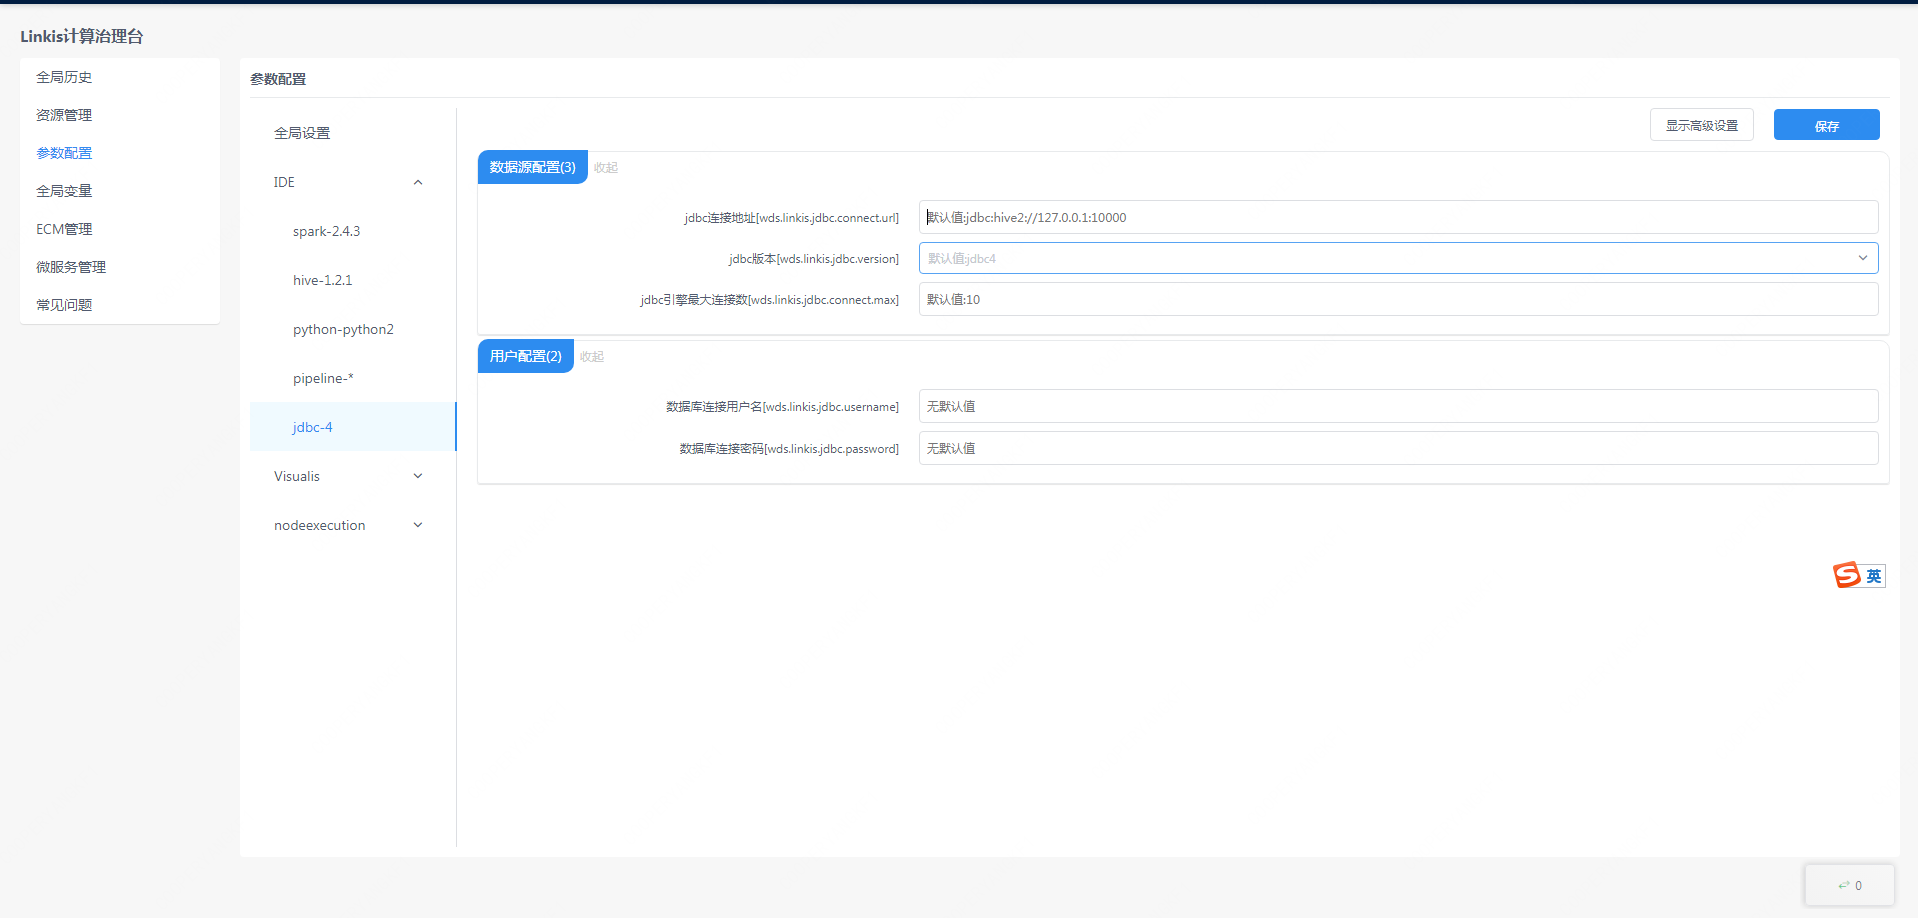 Linkis计算治理台
全局历史
资源管理
参数配置
全局变量
ECM管理
微服务管理
常见问题
参数配置
全局设置
IDE
spark-2.4.3
hive-1.2.1
python-python2
pipeline-*
jdbc-4
Visualis
nodeexecution
显示高级设置
保存
数据源配置(3) 收起
jdbc连接地址[wds.linkis.jdbc.connect.url] 默认值:jdbc:hive2://127.0.0.1:10000
jdbc版本[wds.linkis.jdbc.version] 默认值:jdbc4
jdbc引擎最大连接数[wds.linkis.jdbc.connect.max] 默认值:10
用户配置(2) 收起
数据库连接用户名[wds.linkis.jdbc.username] 无默认值
数据库连接密码[wds.linkis.jdbc.password] 无默认值
S 英
0